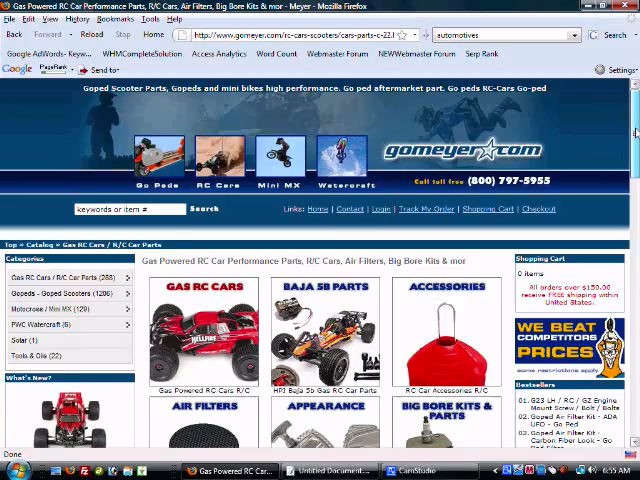 Gas Powered RC Car Performance Parts, R/C Cars, Air Filters, Big Bore Kits & mor - Meyer - Mozilla Firefox
File Edit View History Bookmarks Tools Help
Back Forward Reload Stop Home http://www.gomeyer.com/rc-cars-scooters/cars-parts-c-22.l automotives Search
Google AdWords - Keyw... WHMCompleteSolution Access Analytics Word Count Webmaster Forum NEWWebmaster Forum Serp Rank
Google PageRank Send to Settings
Goped Scooter Parts, Gopeds and mini bikes high performance. Go ped aftermarket part. Go peds RC-Cars Go-ped
gomeyer.com
Go Peds RC Cars Mini MX Watercraft
Call toll free (800) 797-5955
keywords or item # Search Links: Home | Contact | Login | Track My Order | Shopping Cart | Checkout
Top » Catalog » Gas RC Cars / R/C Car Parts
Categories
Gas RC Cars / R/C Car Parts (268)
Gopeds - Goped Scooters (1206)
Motocross / Mini MX (129)
PWC Watercraft (6)
Solar (1)
Tools & Oils (22)
What's New?
Gas Powered RC Car Performance Parts, R/C Cars, Air Filters, Big Bore Kits & mor
GAS RC CARS
HELLFIRE
Gas Powered RC Cars R/C
BAJA 5B PARTS
HPI Baja 5b Gas RC Car Parts
ACCESSORIES
RC Car Accessories R/C
AIR FILTERS
APPEARANCE
BIG BORE KITS & PARTS
Shopping Cart
0 items
All orders over $150.00
receive FREE shipping within
United States.
WE BEAT
COMPETITORS
PRICES
some restrictions apply
Bestsellers
01. G23 LH / RC / GZ Engine
Mount Screw / Bolt / Bolts
02. Goped Air Filter Kit - ADA
UFO - Go Ped
03. Goped Air Filter Kit -
Carbon Fiber Look - Go
Ped
Done
Gas Powered RC Ca... Untitled Document... CamStudio 6:55 AM